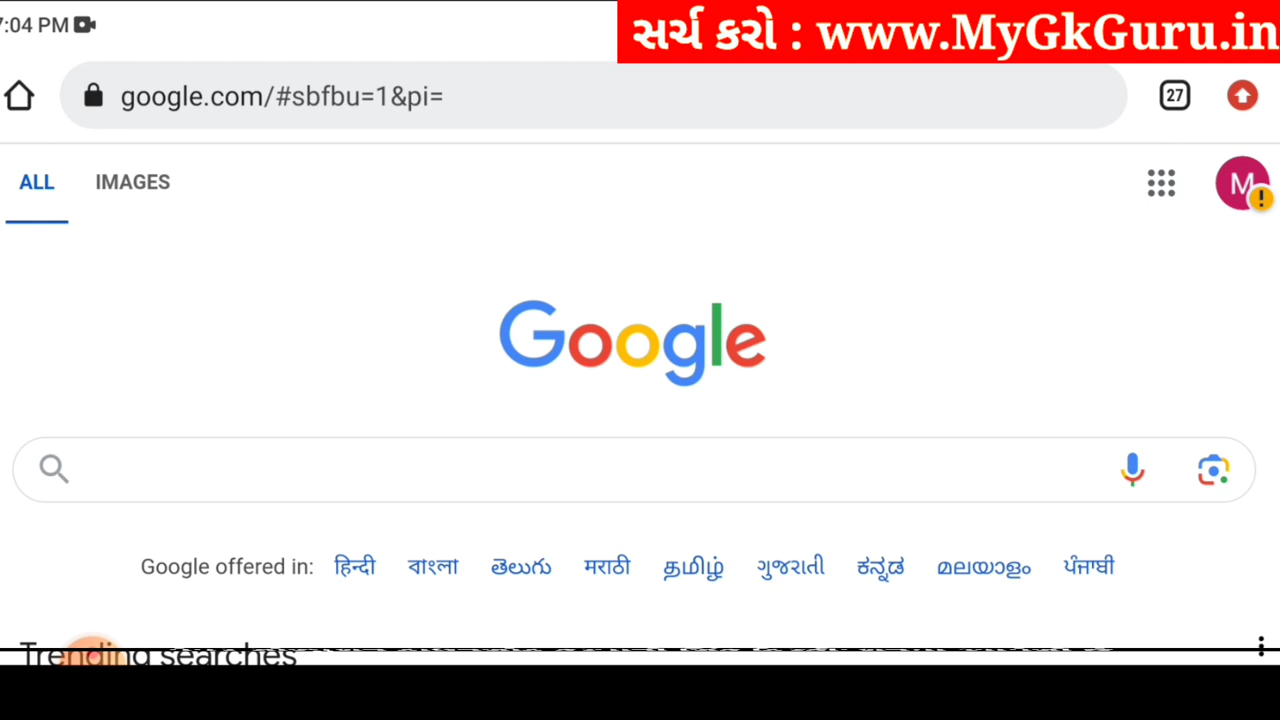 7:04 PM
સર્ચ કરો : www.MyGkGuru.in
google.com/#sbfbu=1&pi=
27
ALL IMAGES
M
!
Google
Google offered in: हिन्दी বাংলা తెలుగు मराठी தமிழ் ગુજરાતી ಕನ್ನಡ മലയാളം ਪੰਜਾਬੀ
Trending searches